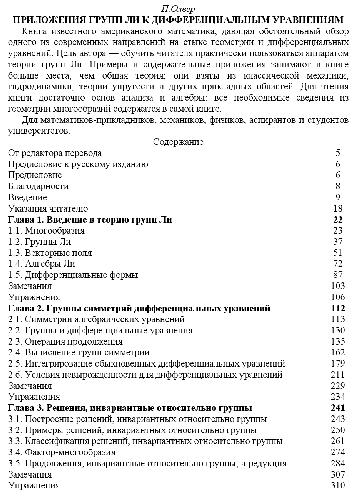 П.Олвер
ПРИЛОЖЕНИЯ ГРУПП ЛИ К ДИФФЕРЕНЦИАЛЬНЫМ УРАВНЕНИЯМ
Книга известного американского математика, дающая обстоятельный обзор
одного из современных направлений на стыке геометрии и дифференциальных
уравнений. Цель автора — обучить читателя практически пользоваться аппаратом
теории групп Ли. Примеры и содержательные приложения занимают в книге
больше места, чем общая теория; они взяты из классической механики,
гидродинамики, теории упругости и других прикладных областей. Для чтения
книги достаточно основ анализа и алгебры: все необходимые сведения из
геометрии многообразий содержатся в самой книге.
Для математиков-прикладников, механиков, физиков, аспирантов и студентов
университетов.
Содержание
От редактора перевода 5
Предисловие к русскому изданию 6
Предисловие 6
Благодарности 8
Введение 9
Указания читателю 18
Глава 1. Введение в теорию групп Ли 22
1.1. Многообразия 23
1.2. Группы Ли 37
1.3. Векторные поля 51
1.4. Алгебры Ли 72
1.5. Дифференциальные формы 87
Замечания 103
Упражнения 106
Глава 2. Группы симметрий дифференциальных уравнений 112
2.1. Симметрии алгебраических уравнений 113
2.2. Группы и дифференциальные уравнения 130
2.3. Операция продолжения 135
2.4. Вычисление групп симметрии 162
2.5. Интегрирование обыкновенных дифференциальных уравнений 179
2.6. Условия невырожденности для дифференциальных уравнений 211
Замечания 229
Упражнения 234
Глава 3. Решения, инвариантные относительно группы 241
3.1. Построение решений, инвариантных относительно группы 243
3.2. Примеры решений, инвариантных относительно группы 250
3.3. Классификация решений, инвариантных относительно группы 261
3.4. Фактор-многообразия 274
3.5. Продолжения, инвариантные относительно группы, и редукция 284
Замечания 307
Упражнения 310